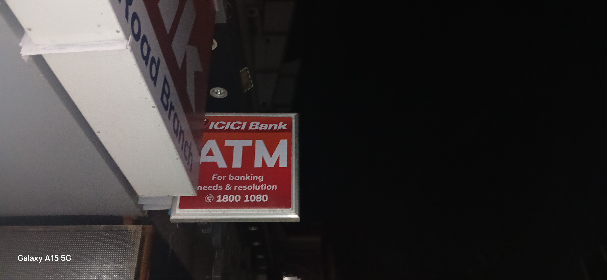 Road Branch
ICICI Bank
ATM
For banking
needs & resolution
✆ 1800 1080
Galaxy A15 5G